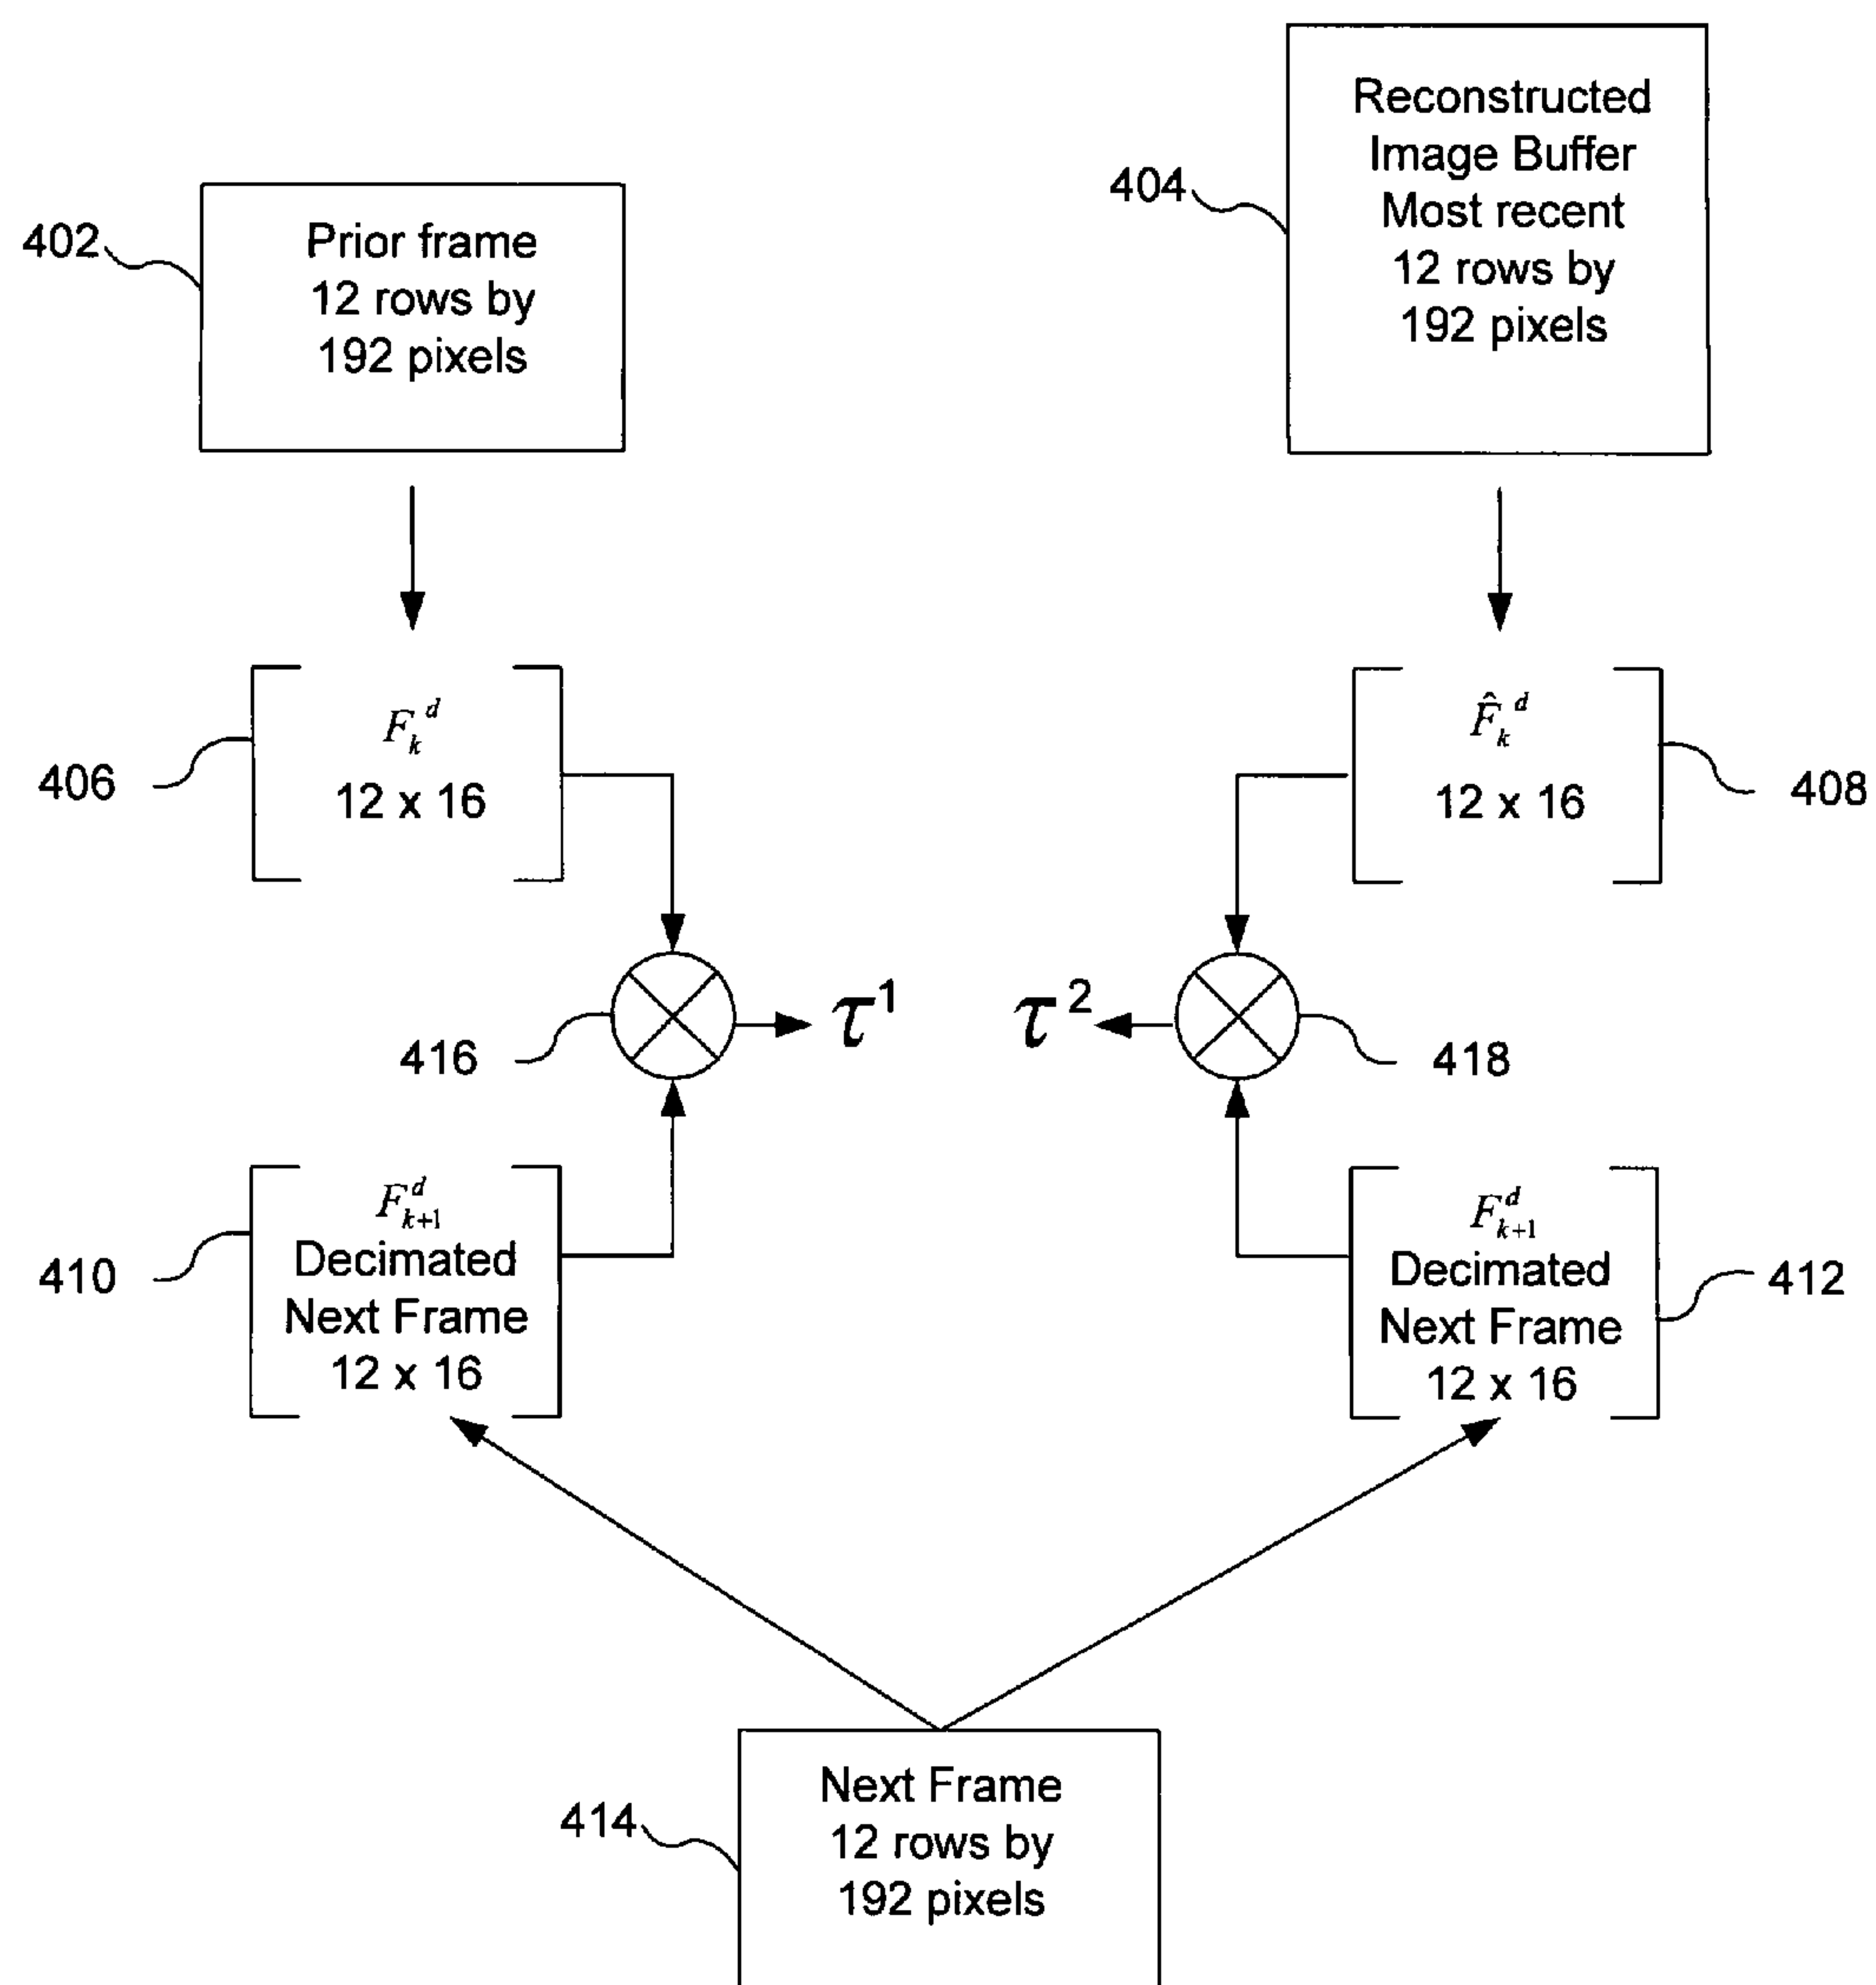 Reconstructed
Image Buffer
Most recent
12 rows by
192 pixels
404
Prior frame
12 rows by
192 pixels
402
F_k^d
12 x 16
406
F̂_k^d
12 x 16
408
τ^1
τ^2
416
418
F_{k+1}^d
Decimated
Next Frame
12 x 16
410
F_{k+1}^d
Decimated
Next Frame
12 x 16
412
Next Frame
12 rows by
192 pixels
414